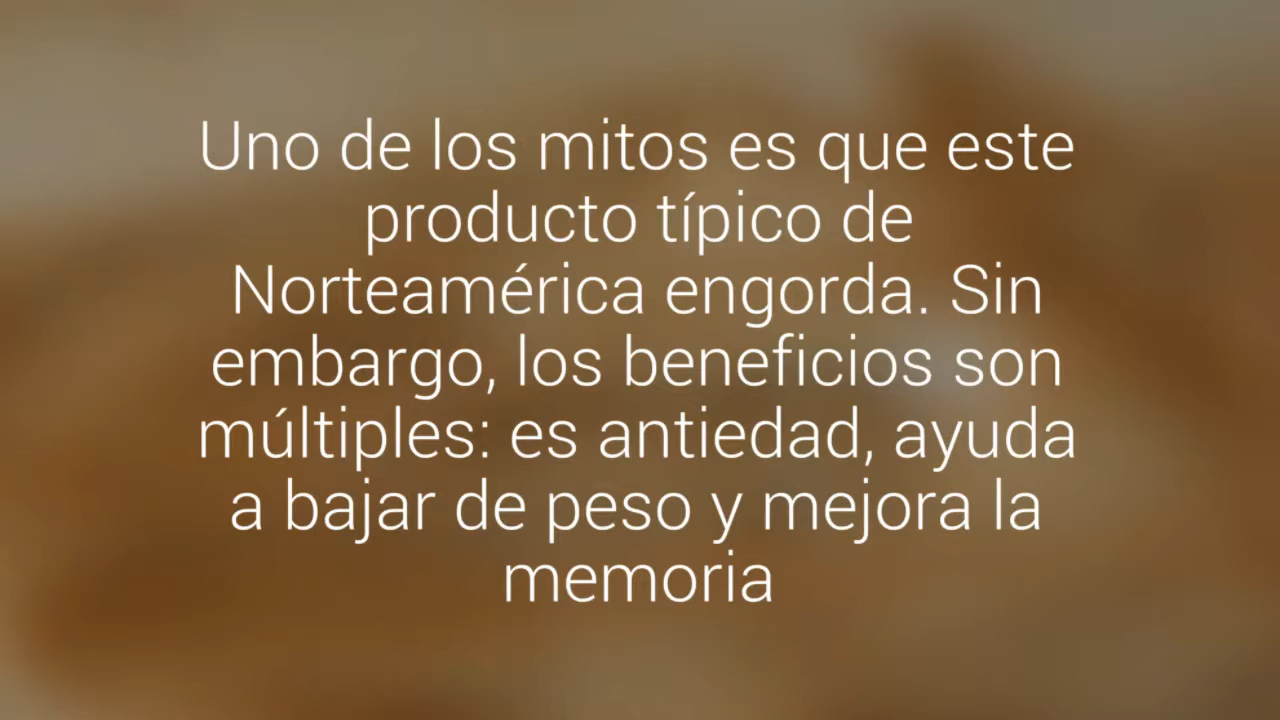 Uno de los mitos es que este
producto típico de
Norteamérica engorda. Sin
embargo, los beneficios son
múltiples: es antiedad, ayuda
a bajar de peso y mejora la
memoria